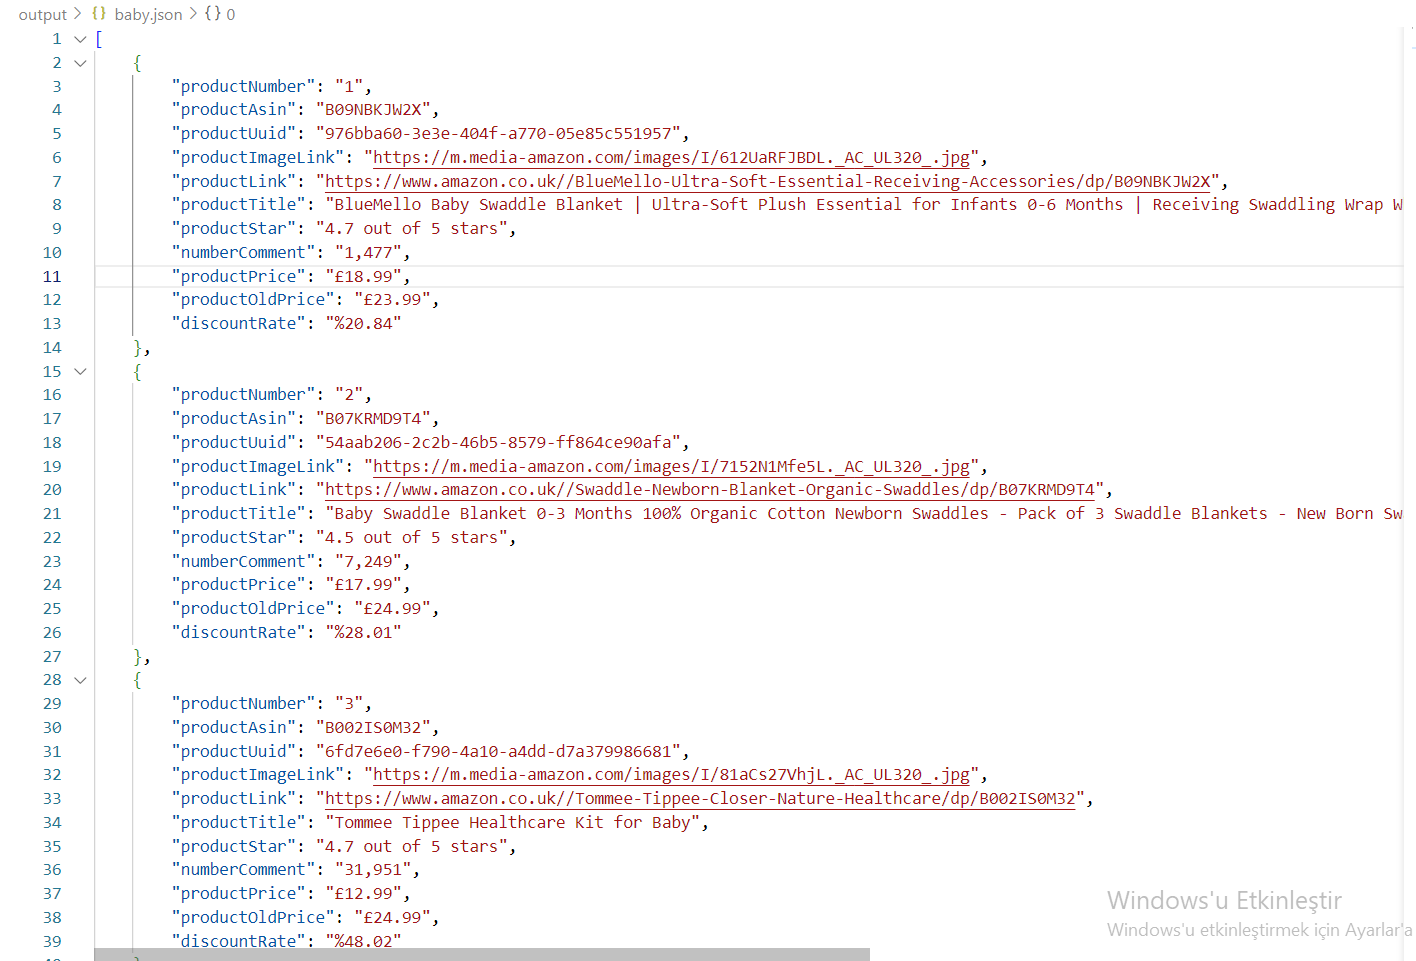 output > {} baby.json > {} 0
1 [
2 {
3 "productNumber": "1",
4 "productAsin": "B09NBKJW2X",
5 "productUuid": "976bba60-3e3e-404f-a770-05e85c551957",
6 "productImageLink": "https://m.media-amazon.com/images/I/612UaRFJBDL._AC_UL320_.jpg",
7 "productLink": "https://www.amazon.co.uk//BlueMello-Ultra-Soft-Essential-Receiving-Accessories/dp/B09NBKJW2X",
8 "productTitle": "BlueMello Baby Swaddle Blanket | Ultra-Soft Plush Essential for Infants 0-6 Months | Receiving Swaddling Wrap W
9 "productStar": "4.7 out of 5 stars",
10 "numberComment": "1,477",
11 "productPrice": "£18.99",
12 "productOldPrice": "£23.99",
13 "discountRate": "%20.84"
14 },
15 {
16 "productNumber": "2",
17 "productAsin": "B07KRMD9T4",
18 "productUuid": "54aab206-2c2b-46b5-8579-ff864ce90afa",
19 "productImageLink": "https://m.media-amazon.com/images/I/7152N1Mfe5L._AC_UL320_.jpg",
20 "productLink": "https://www.amazon.co.uk//Swaddle-Newborn-Blanket-Organic-Swaddles/dp/B07KRMD9T4",
21 "productTitle": "Baby Swaddle Blanket 0-3 Months 100% Organic Cotton Newborn Swaddles - Pack of 3 Swaddle Blankets - New Born Sw
22 "productStar": "4.5 out of 5 stars",
23 "numberComment": "7,249",
24 "productPrice": "£17.99",
25 "productOldPrice": "£24.99",
26 "discountRate": "%28.01"
27 },
28 {
29 "productNumber": "3",
30 "productAsin": "B002IS0M32",
31 "productUuid": "6fd7e6e0-f790-4a10-a4dd-d7a379986681",
32 "productImageLink": "https://m.media-amazon.com/images/I/81aCs27VhjL._AC_UL320_.jpg",
33 "productLink": "https://www.amazon.co.uk//Tommee-Tippee-Closer-Nature-Healthcare/dp/B002IS0M32",
34 "productTitle": "Tommee Tippee Healthcare Kit for Baby",
35 "productStar": "4.7 out of 5 stars",
36 "numberComment": "31,951",
37 "productPrice": "£12.99",
38 "productOldPrice": "£24.99",
39 "discountRate": "%48.02"
Windows'u Etkinleştir
Windows'u etkinleştirmek için Ayarlar'a